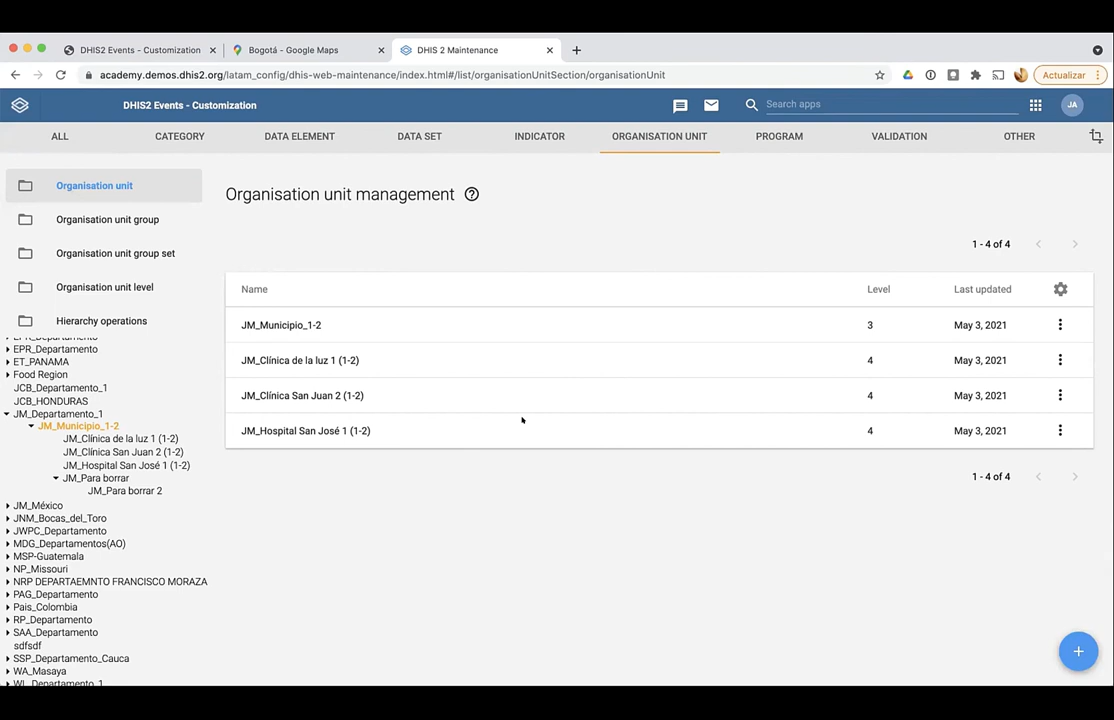 DHIS2 Events - Customization
Bogotá - Google Maps
DHIS 2 Maintenance
academy.demos.dhis2.org/latam_config/dhis-web-maintenance/index.html#/list/organisationUnitSection/organisationUnit
Actualizar
DHIS2 Events - Customization
Search apps
JA
ALL
CATEGORY
DATA ELEMENT
DATA SET
INDICATOR
ORGANISATION UNIT
PROGRAM
VALIDATION
OTHER
Organisation unit
Organisation unit group
Organisation unit group set
Organisation unit level
Hierarchy operations
EPR_Departamento
ET_PANAMA
Food Region
JCB_Departamento_1
JCB_HONDURAS
JM_Departamento_1
JM_Municipio_1-2
JM_Clínica de la luz 1 (1-2)
JM_Clínica San Juan 2 (1-2)
JM_Hospital San José 1 (1-2)
JM_Para borrar
JM_Para borrar 2
JM_México
JNM_Bocas_del_Toro
JWPC_Departamento
MDG_Departamentos(AO)
MSP-Guatemala
NP_Missouri
NRP DEPARTAEMNTO FRANCISCO MORAZA
PAG_Departamento
Pais_Colombia
RP_Departamento
SAA_Departamento
sdfsdf
SSP_Departamento_Cauca
WA_Masaya
Organisation unit management
1 - 4 of 4
Name Level Last updated
JM_Municipio_1-2 3 May 3, 2021
JM_Clínica de la luz 1 (1-2) 4 May 3, 2021
JM_Clínica San Juan 2 (1-2) 4 May 3, 2021
JM_Hospital San José 1 (1-2) 4 May 3, 2021
1 - 4 of 4